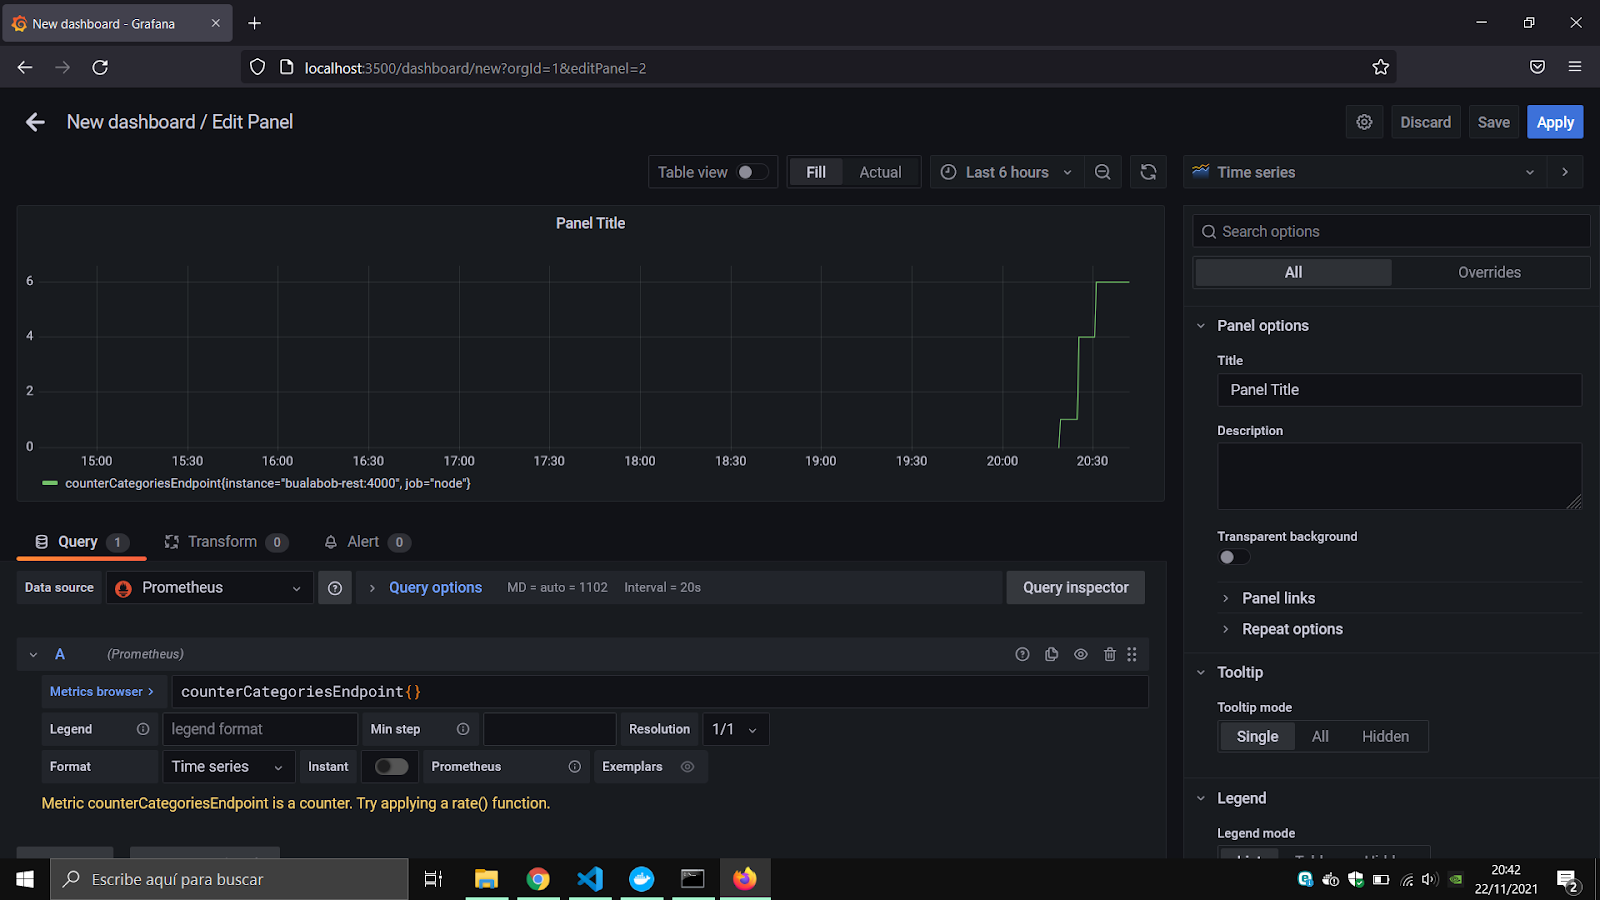 New dashboard - Grafana
localhost:3500/dashboard/new?orgId=1&editPanel=2
New dashboard / Edit Panel
Discard
Save
Apply
Table view
Fill
Actual
Last 6 hours
Time series
Panel Title
6
4
2
0
15:00 15:30 16:00 16:30 17:00 17:30 18:00 18:30 19:00 19:30 20:00 20:30
counterCategoriesEndpoint{instance="bualabob-rest:4000", job="node"}
Search options
All
Overrides
Panel options
Title
Panel Title
Description
Transparent background
Panel links
Repeat options
Tooltip
Tooltip mode
Single
All
Hidden
Legend
Legend mode
Query 1
Transform 0
Alert 0
Data source
Prometheus
Query options
MD = auto = 1102
Interval = 20s
Query inspector
A
(Prometheus)
Metrics browser >
counterCategoriesEndpoint{}
Legend
legend format
Min step
Resolution
1/1
Format
Time series
Instant
Prometheus
Exemplars
Metric counterCategoriesEndpoint is a counter. Try applying a rate() function.
Escribe aquí para buscar
20:42
22/11/2021
2